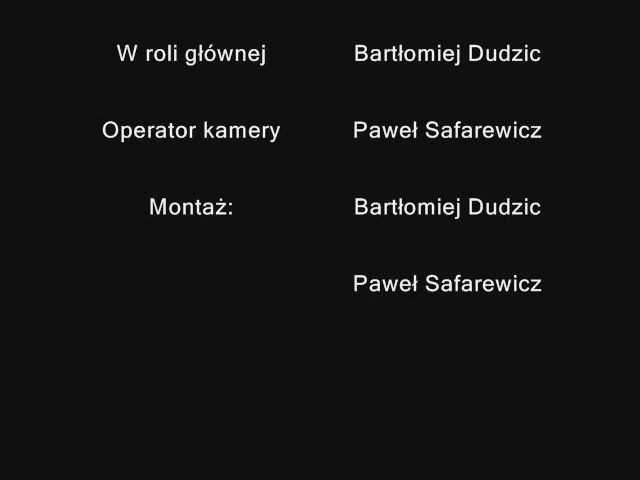 W roli głównej Bartłomiej Dudzic
Operator kamery Paweł Safarewicz
Montaż: Bartłomiej Dudzic
Paweł Safarewicz